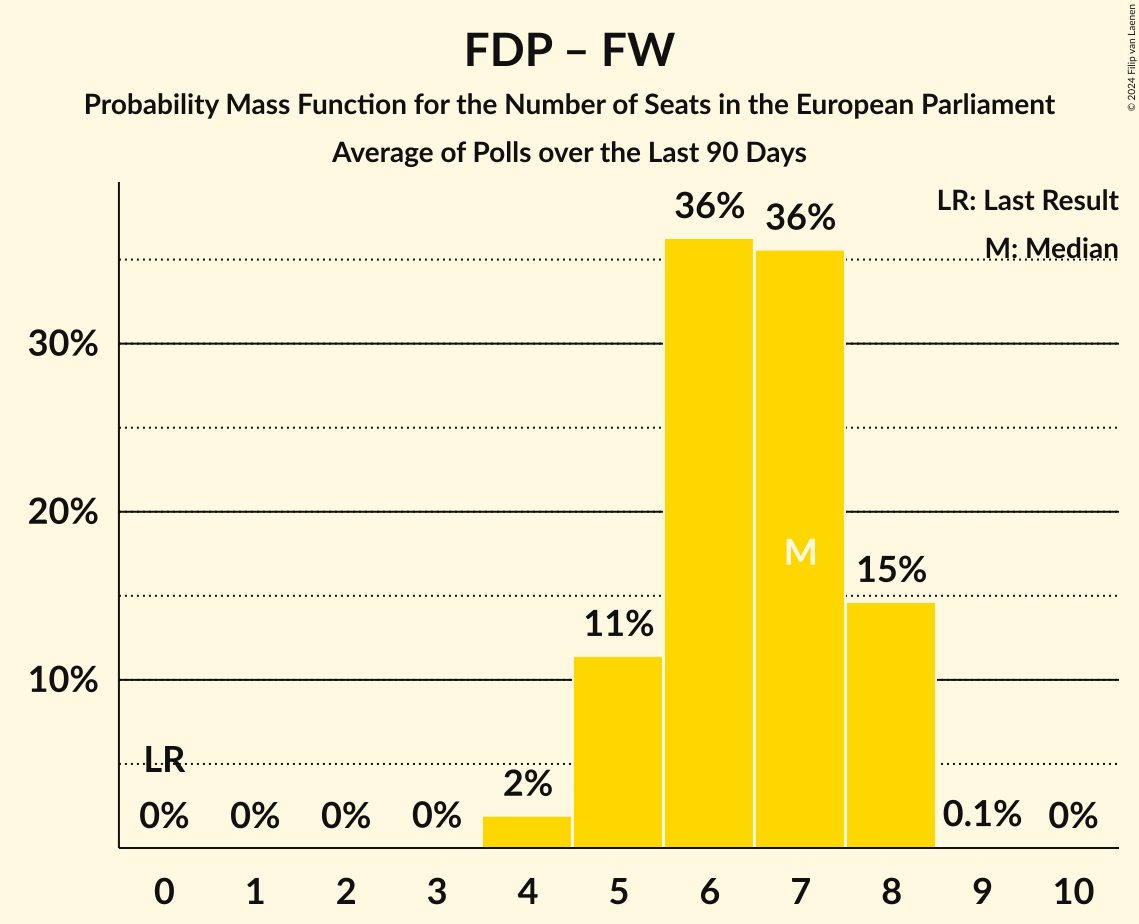 FDP – FW
Probability Mass Function for the Number of Seats in the European Parliament
Average of Polls over the Last 90 Days
© 2024 Filip van Laenen
LR: Last Result
M: Median
36%
36%
30%
20%
M
15%
11%
10%
LR
2%
0%
0%
0%
0%
0.1%
0%
0 1 2 3 4 5 6 7 8 9 10